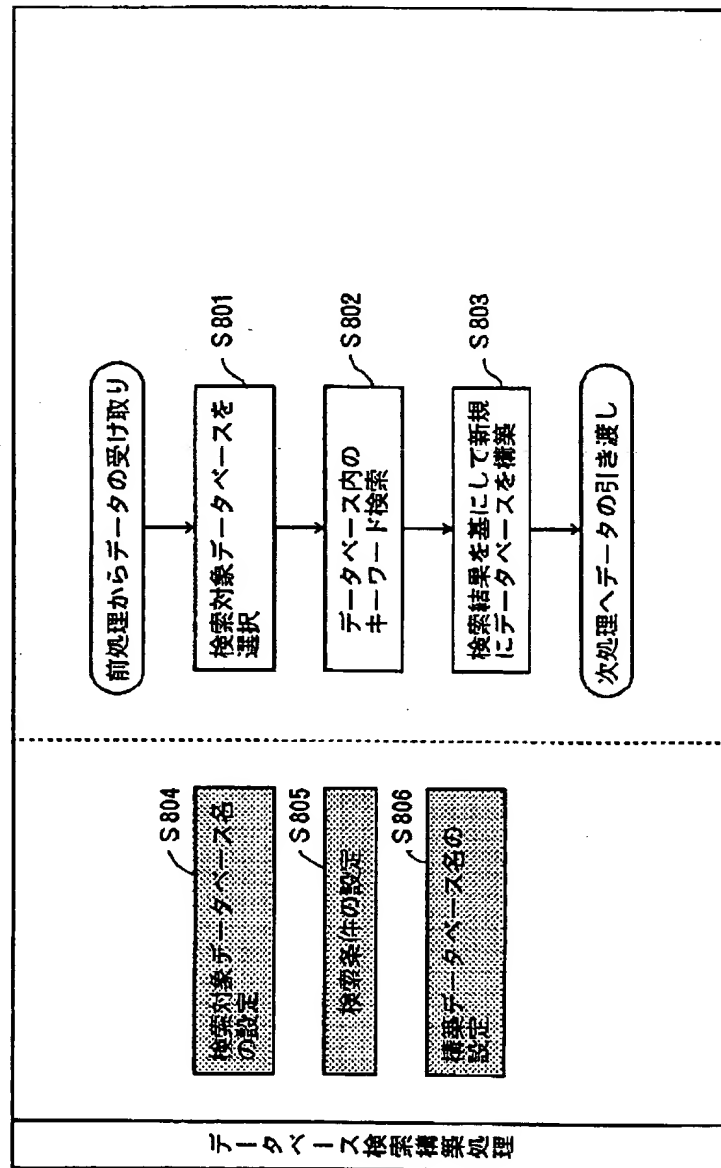 データベース検索構築処理
検索対象データベース名
の設定
S804
検索条件の設定
S805
構築データベース名の
設定
S806
前処理からデータの受け取り
検索対象データベースを
選択
S801
データベース内の
キーワード検索
S802
検索結果を基にして新規
にデータベースを構築
S803
次処理へデータの引き渡し